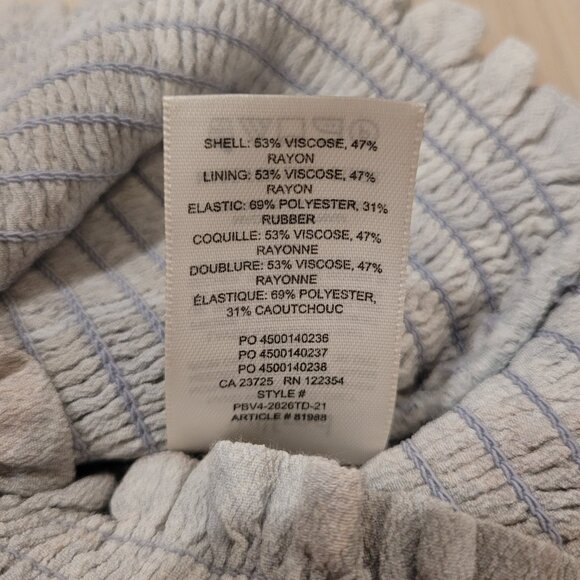 SHELL: 53% VISCOSE, 47%
RAYON
LINING: 53% VISCOSE, 47%
RAYON
ELASTIC: 69% POLYESTER, 31%
RUBBER
COQUILLE: 53% VISCOSE, 47%
RAYONNE
DOUBLURE: 53% VISCOSE, 47%
RAYONNE
ÉLASTIQUE: 69% POLYESTER,
31% CAOUTCHOUC
PO 4500140236
PO 4500140237
PO 4500140238
CA 23725 RN 122354
STYLE #
PBV4-2626TD-21
ARTICLE # 81988